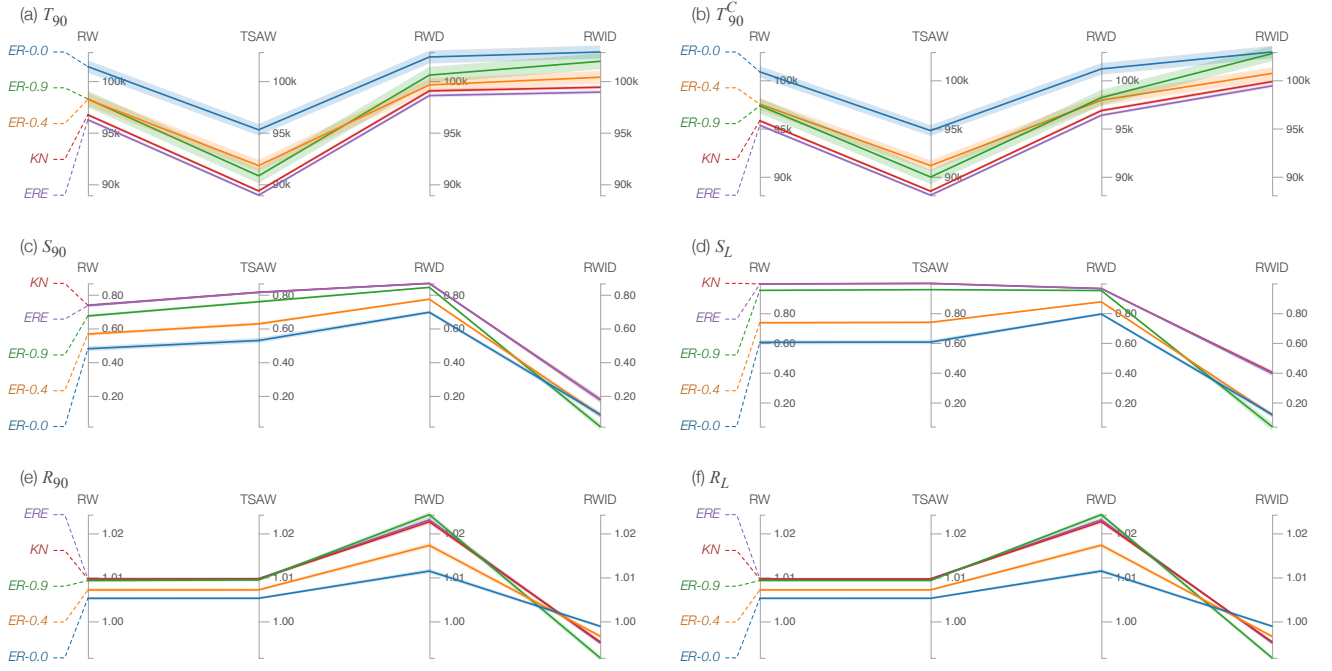 (a) T90
RW TSAW RWD RWID
ER-0.0
ER-0.9
ER-0.4
KN
ERE
100k 100k 100k 100k
95k 95k 95k 95k
90k 90k 90k 90k
(b) T90^C
RW TSAW RWD RWID
ER-0.0
ER-0.4
ER-0.9
KN
ERE
100k 100k 100k 100k
95k 95k 95k 95k
90k 90k 90k 90k
(c) S90
RW TSAW RWD RWID
KN
ERE
ER-0.9
ER-0.4
ER-0.0
0.80 0.80 0.80 0.80
0.60 0.60 0.60 0.60
0.40 0.40 0.40 0.40
0.20 0.20 0.20 0.20
(d) SL
RW TSAW RWD RWID
KN
ERE
ER-0.9
ER-0.4
ER-0.0
0.80 0.80 0.80 0.80
0.60 0.60 0.60 0.60
0.40 0.40 0.40 0.40
0.20 0.20 0.20 0.20
(e) R90
RW TSAW RWD RWID
ERE
KN
ER-0.9
ER-0.4
ER-0.0
1.02 1.02 1.02 1.02
1.01 1.01 1.01 1.01
1.00 1.00 1.00 1.00
(f) RL
RW TSAW RWD RWID
ERE
KN
ER-0.9
ER-0.4
ER-0.0
1.02 1.02 1.02 1.02
1.01 1.01 1.01 1.01
1.00 1.00 1.00 1.00